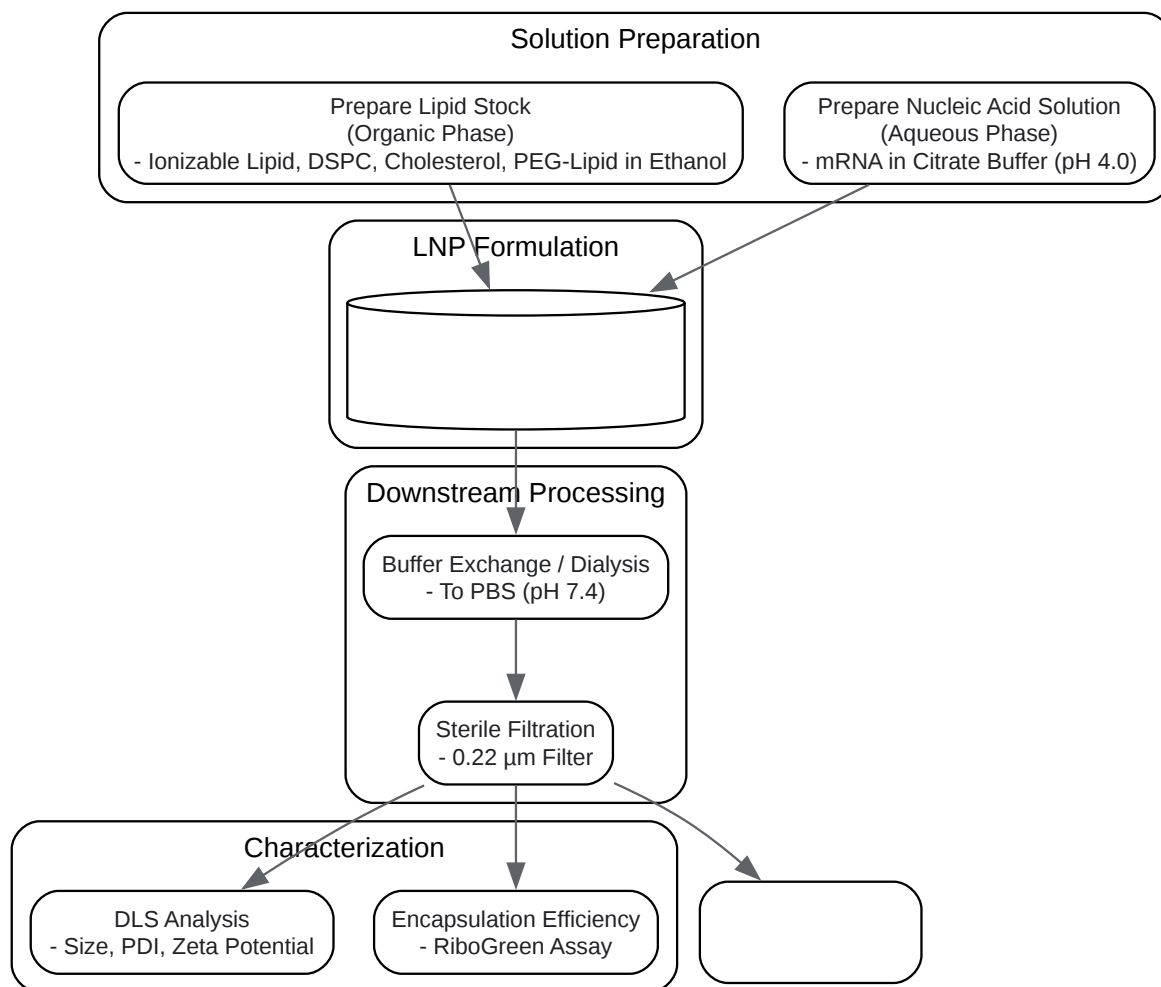 Solution Preparation
Prepare Lipid Stock
(Organic Phase)
- Ionizable Lipid, DSPC, Cholesterol, PEG-Lipid in Ethanol
Prepare Nucleic Acid Solution
(Aqueous Phase)
- mRNA in Citrate Buffer (pH 4.0)
LNP Formulation
Downstream Processing
Buffer Exchange / Dialysis
- To PBS (pH 7.4)
Sterile Filtration
- 0.22 µm Filter
Characterization
DLS Analysis
- Size, PDI, Zeta Potential
Encapsulation Efficiency
- RiboGreen Assay